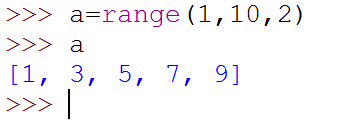 >>> a=range(1,10,2)
>>> a
[1, 3, 5, 7, 9]
>>>